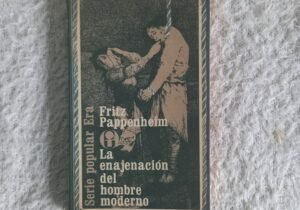 Serie popular Era
Fritz
Pappenheim
La
enajenación
del
hombre
moderno